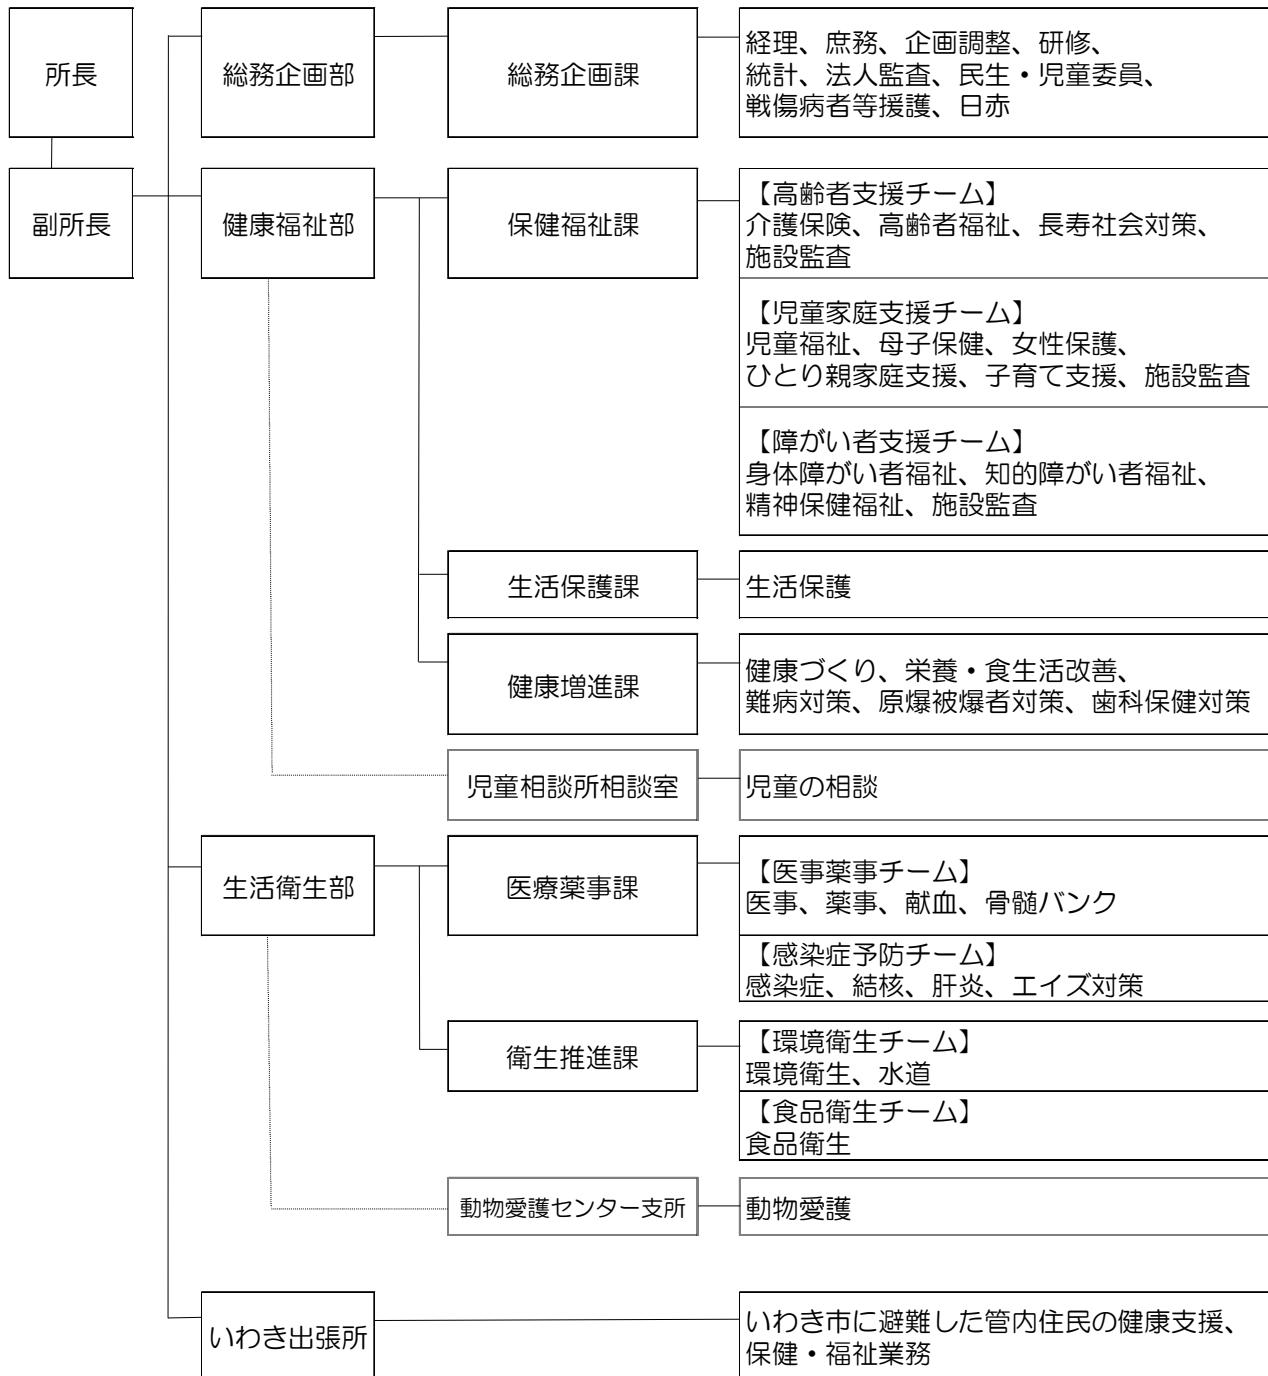 所長
総務企画部
総務企画課
経理、庶務、企画調整、研修、
統計、法人監査、民生・児童委員、
戦傷病者等援護、日赤
副所長
健康福祉部
保健福祉課
【高齢者支援チーム】
介護保険、高齢者福祉、長寿社会対策、
施設監査
【児童家庭支援チーム】
児童福祉、母子保健、女性保護、
ひとり親家庭支援、子育て支援、施設監査
【障がい者支援チーム】
身体障がい者福祉、知的障がい者福祉、
精神保健福祉、施設監査
生活保護課
生活保護
健康増進課
健康づくり、栄養・食生活改善、
難病対策、原爆被爆者対策、歯科保健対策
児童相談所相談室
児童の相談
生活衛生部
医療薬事課
【医事薬事チーム】
医事、薬事、献血、骨髄バンク
【感染症予防チーム】
感染症、結核、肝炎、エイズ対策
衛生推進課
【環境衛生チーム】
環境衛生、水道
【食品衛生チーム】
食品衛生
動物愛護センター支所
動物愛護
いわき出張所
いわき市に避難した管内住民の健康支援、
保健・福祉業務